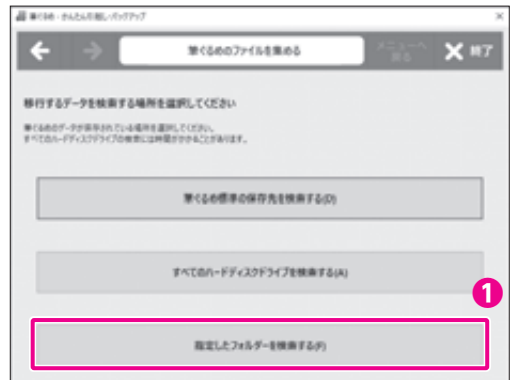 筆ぐるめ - かんたん引越し・バックアップ
筆ぐるめのファイルを集める
メニューへ
戻る
終了
移行するデータを検索する場所を選択してください
筆ぐるめのデータが保存されている場所を選択してください。
すべてのハードディスクドライブの検索には時間がかかることがあります。
筆ぐるめ標準の保存先を検索する(D)
すべてのハードディスクドライブを検索する(A)
1
指定したフォルダーを検索する(F)